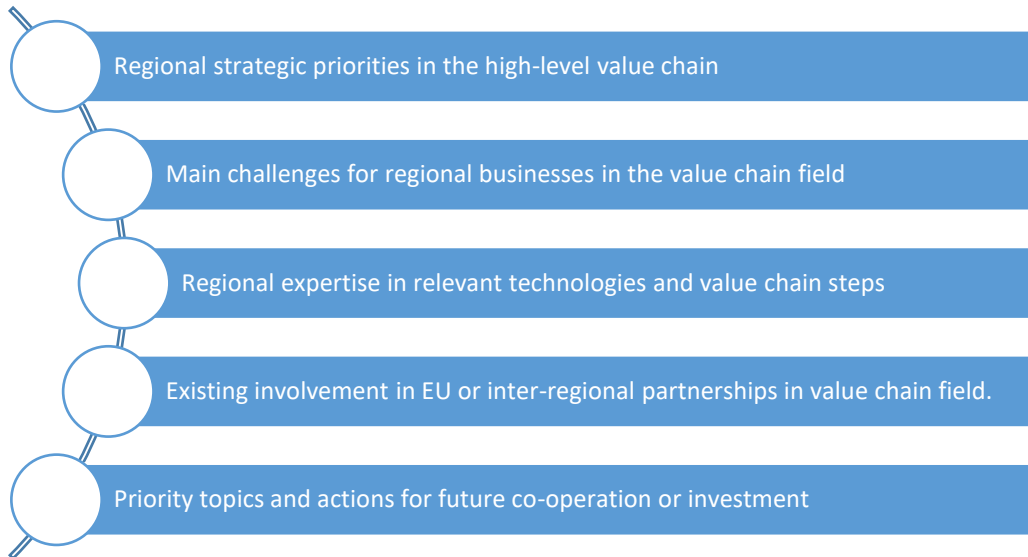 Regional strategic priorities in the high-level value chain
Main challenges for regional businesses in the value chain field
Regional expertise in relevant technologies and value chain steps
Existing involvement in EU or inter-regional partnerships in value chain field.
Priority topics and actions for future co-operation or investment